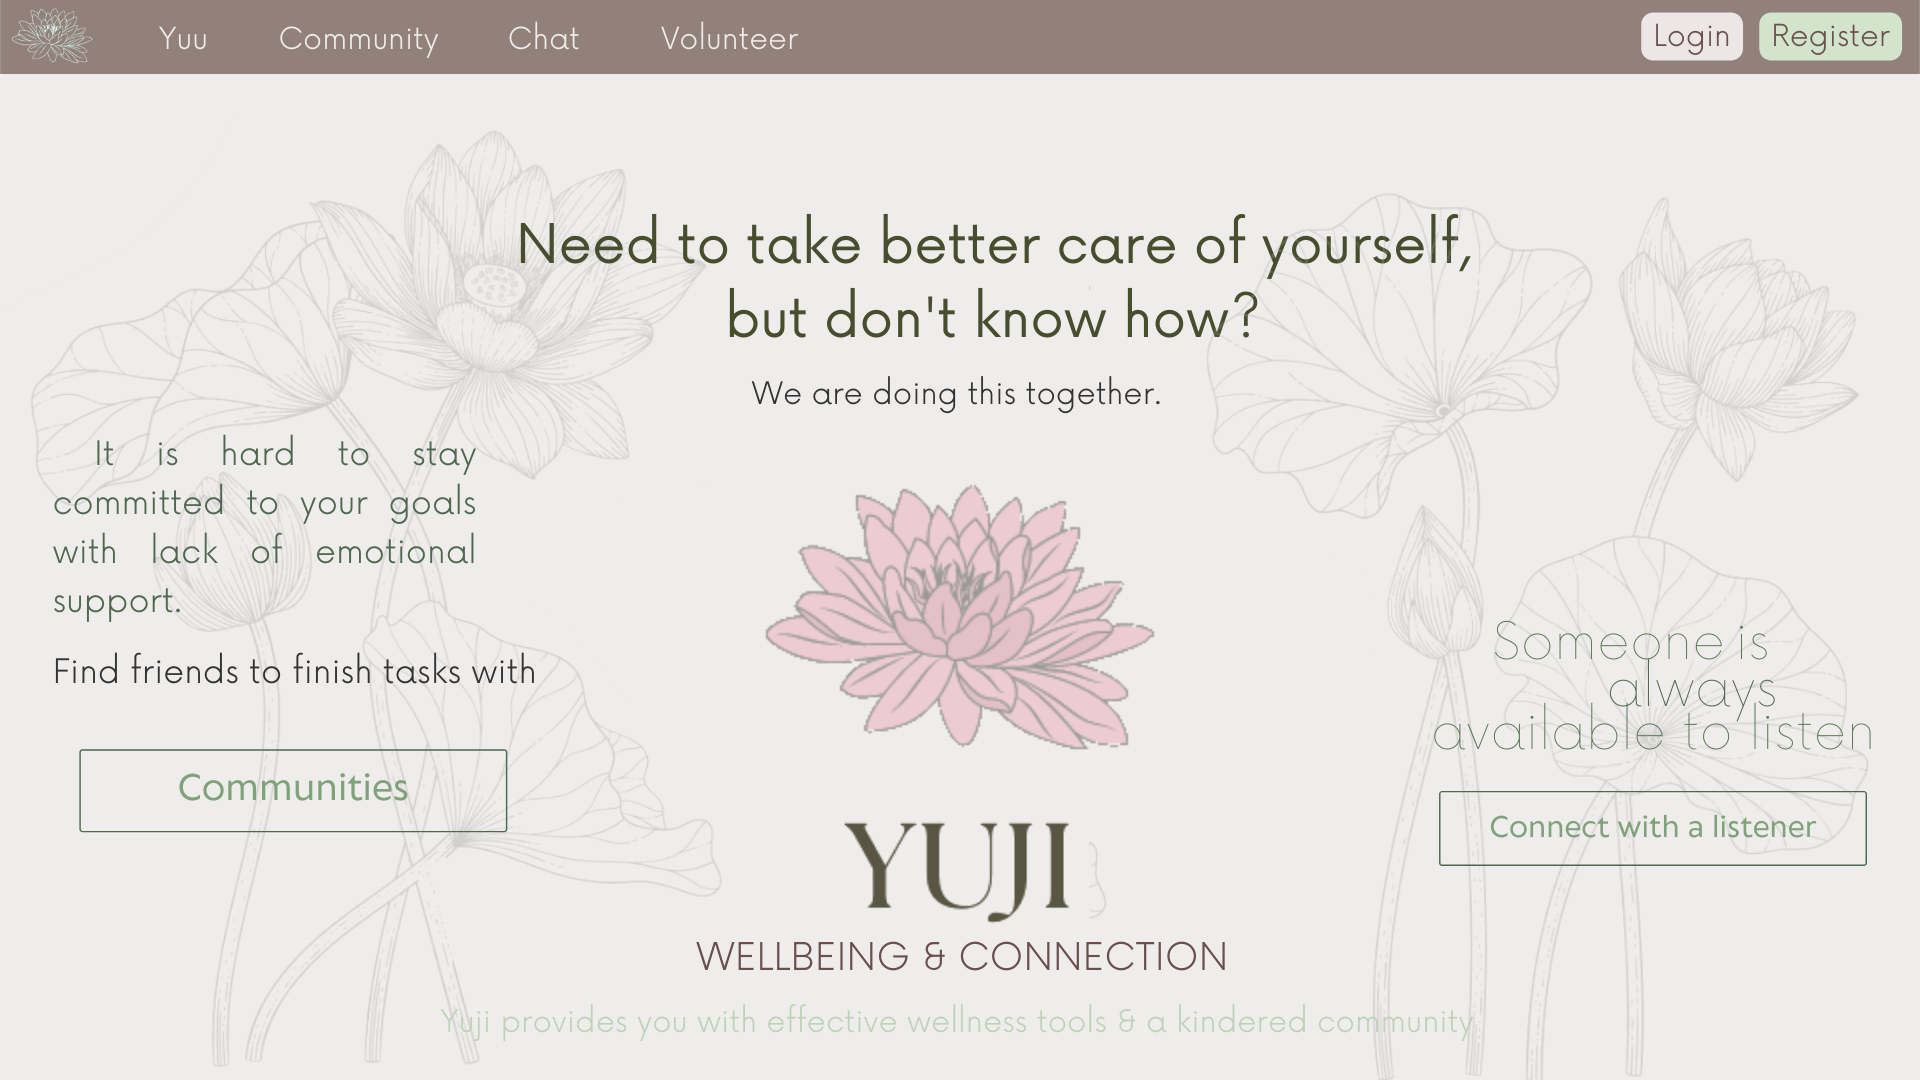 Yuu
Community
Chat
Volunteer
Login
Register
Need to take better care of yourself,
but don't know how?
We are doing this together.
It is hard to stay
committed to your goals
with lack of emotional
support.
Find friends to finish tasks with
Communities
Someone is
always
available to listen
Connect with a listener
YUJI
WELLBEING & CONNECTION
Yuji provides you with effective wellness tools & a kindered community